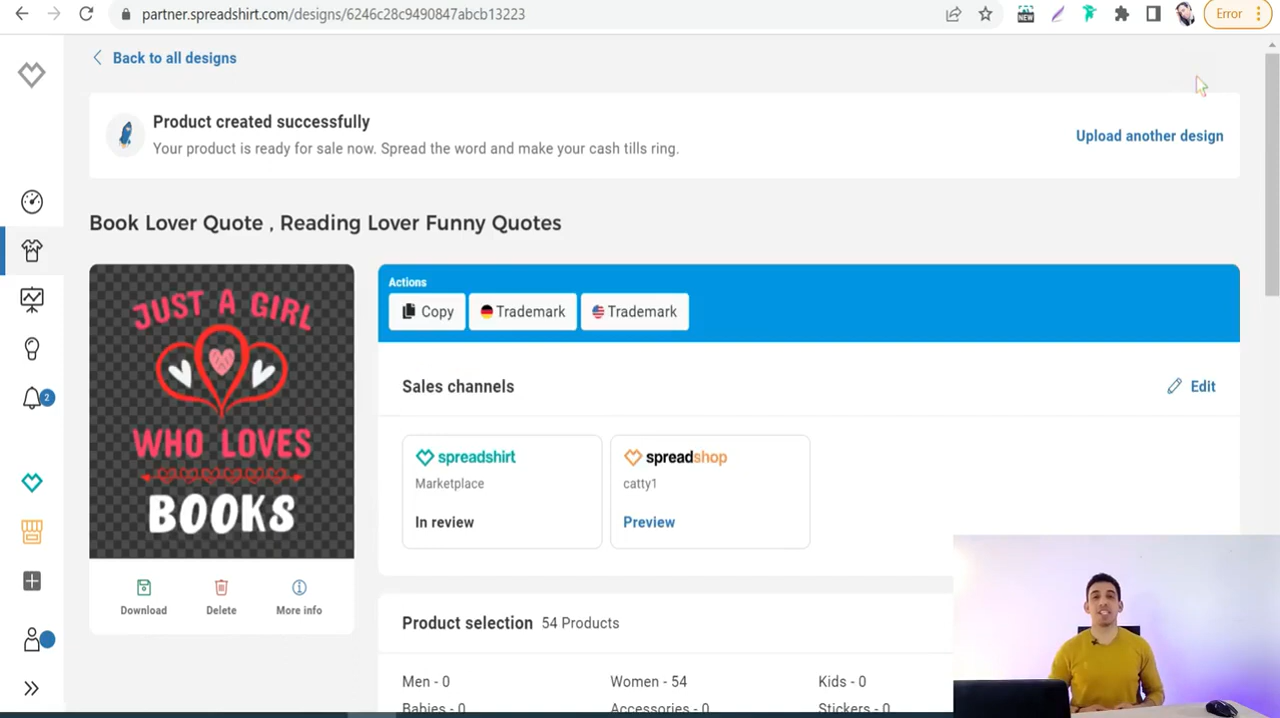 partner.spreadshirt.com/designs/6246c28c9490847abcb13223
NEW
Error
Back to all designs
Product created successfully
Your product is ready for sale now. Spread the word and make your cash tills ring.
Upload another design
Book Lover Quote , Reading Lover Funny Quotes
JUST A GIRL
WHO LOVES
BOOKS
Download
Delete
More info
Actions
Copy
Trademark
Trademark
Sales channels
Edit
spreadshirt
Marketplace
In review
spreadshop
catty1
Preview
Product selection 54 Products
Men - 0
Women - 54
Kids - 0
Babies - 0
Accessories - 0
Stickers - 0
2